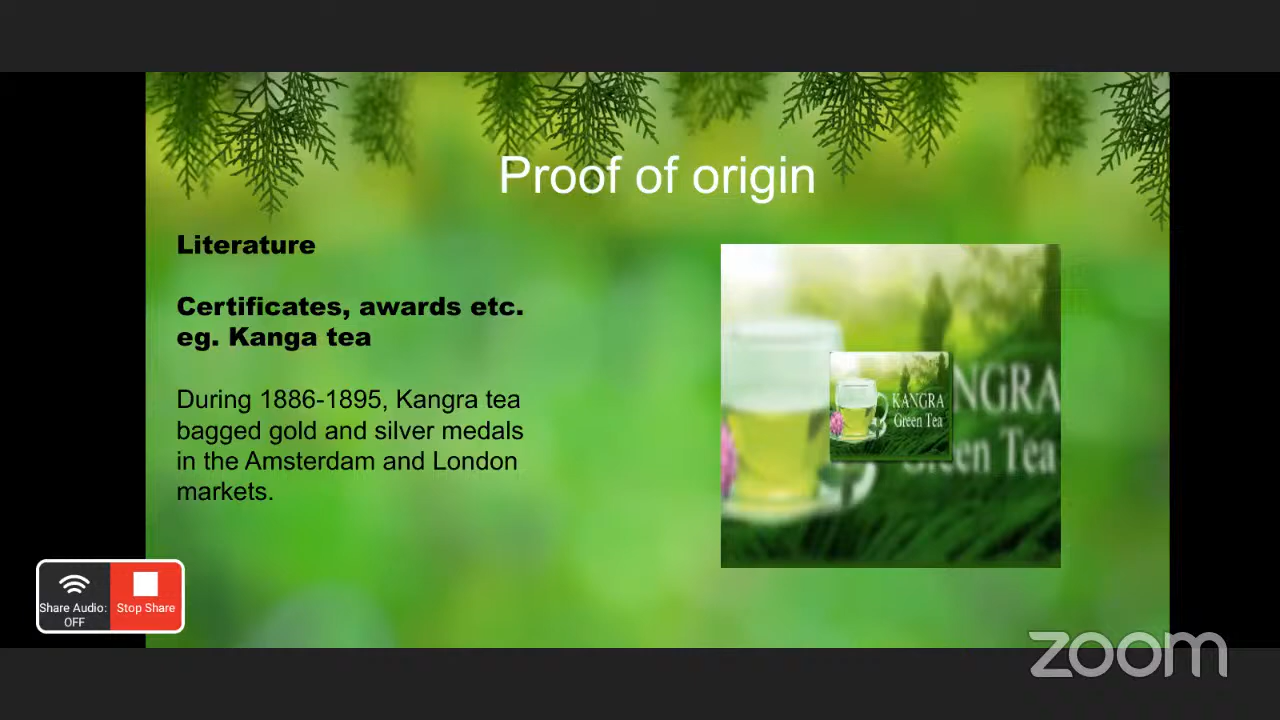 Proof of origin
Literature
Certificates, awards etc.
eg. Kanga tea
During 1886-1895, Kangra tea
bagged gold and silver medals
in the Amsterdam and London
markets.
NGRA
Green Tea
KANGRA
Green Tea
Share Audio:
OFF
Stop Share
zoom